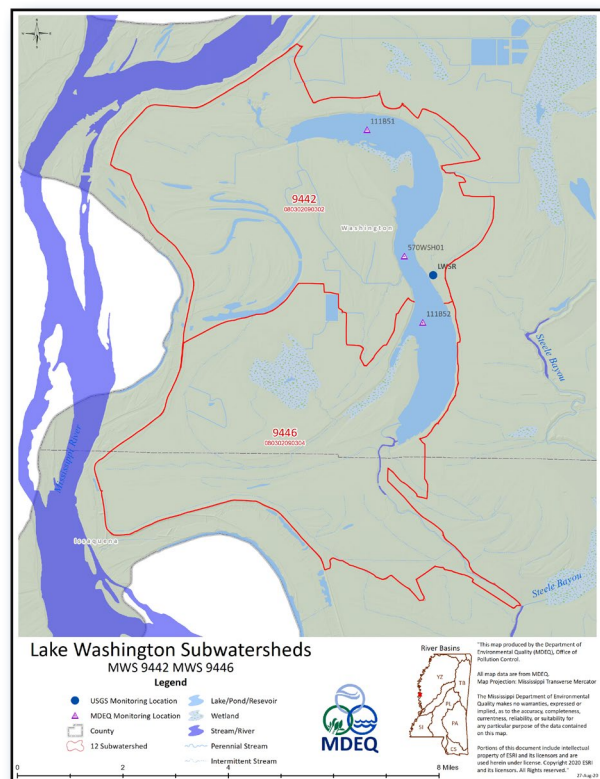 111B51
9442
080302090302
Washington
570WSH01
LWSR
111B52
Steele Bayou
9446
080302090304
Mississippi River
Issaquena
Steele Bayou
Lake Washington Subwatersheds
MWS 9442 MWS 9446
Legend
USGS Monitoring Location
MDEQ Monitoring Location
12 Subwatershed
County
Lake/Pond/Resevoir
Wetland
Stream/River
Perennial Stream
Intermittent Stream
MDEQ
River Basins
YZ
TB
PL
SI
PA
CS
"This map produced by the Department of
Environmental Quality (MDEQ), Office of
Pollution Control.
All map data are from MDEQ,
Map Projection: Mississippi Transverse Mercator
The Mississippi Department of Environmental
Quality makes no warranties, expressed or
implied, as to the accuracy, completeness,
currentness, reliability, or suitability for
any particular purpose of the data contained
on this map.
Portions of this document include intellectual
property of ESRI and its licensors and are
used herein under license. Copyright 2020 ESRI
and its licensors. All Rights reserved."
0
2
4
8 Miles